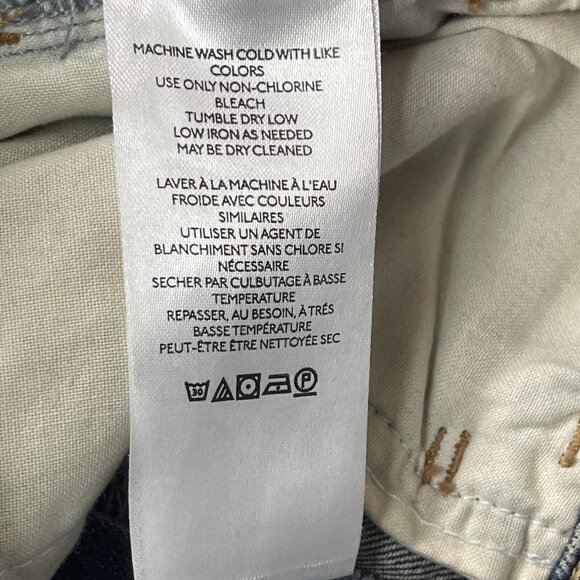 MACHINE WASH COLD WITH LIKE
COLORS
USE ONLY NON-CHLORINE
BLEACH
TUMBLE DRY LOW
LOW IRON AS NEEDED
MAY BE DRY CLEANED
LAVER À LA MACHINE À L'EAU
FROIDE AVEC COULEURS
SIMILAIRES
UTILISER UN AGENT DE
BLANCHIMENT SANS CHLORE SI
NÉCESSAIRE
SECHER PAR CULBUTAGE À BASSE
TEMPERATURE
REPASSER, AU BESOIN, À TRÉS
BASSE TEMPÉRATURE
PEUT-ÊTRE ÊTRE NETTOYÉE SEC
30 P